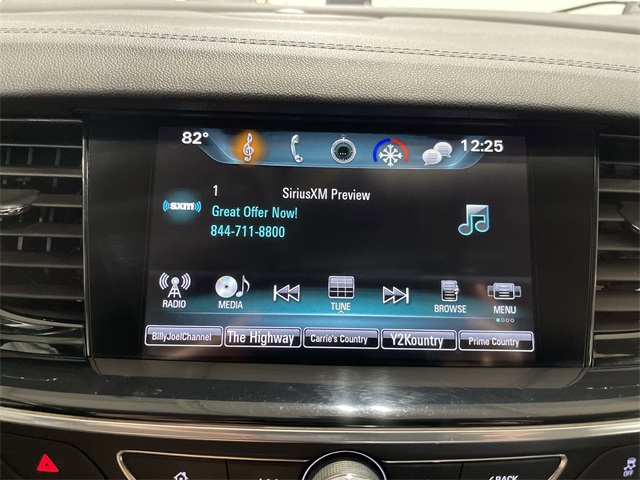 82° 12:25
1 SiriusXM Preview
((sxm))
Great Offer Now!
844-711-8800
RADIO MEDIA TUNE BROWSE MENU
BillyJoelChannel The Highway Carrie's Country Y2Kountry Prime Country
BACK
OFF